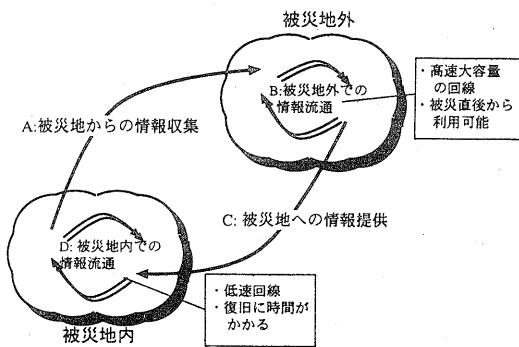 被災地外
B:被災地外での
情報流通
・高速大容量
の回線
・被災直後から
利用可能
A:被災地からの情報収集
C: 被災地への情報提供
D: 被災地内での
情報流通
・低速回線
・復旧に時間が
かかる
被災地内